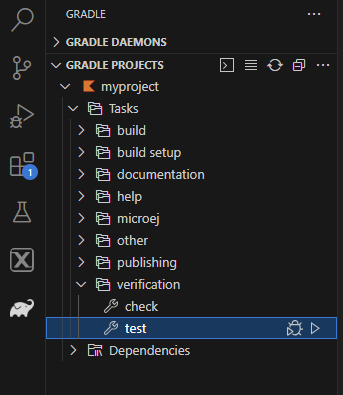 GRADLE
GRADLE DAEMONS
GRADLE PROJECTS
myproject
Tasks
build
build setup
documentation
help
microej
other
publishing
verification
check
test
Dependencies
1